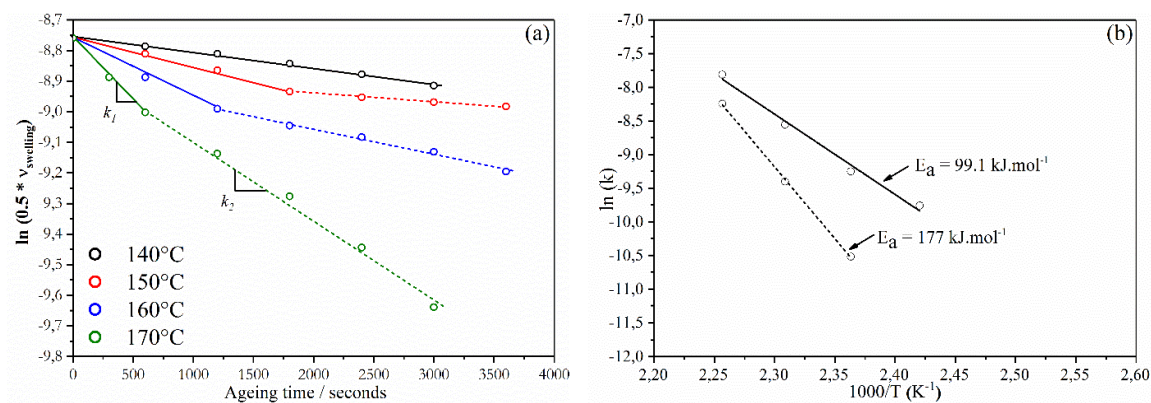 (a)
-8,7
-8,8
-8,9
-9,0
-9,1
-9,2
-9,3
-9,4
-9,5
-9,6
-9,7
-9,8
ln (0.5 * νswelling)
k1
k2
140°C
150°C
160°C
170°C
0 500 1000 1500 2000 2500 3000 3500 4000
Ageing time / seconds
(b)
-7,0
-7,5
-8,0
-8,5
-9,0
-9,5
-10,0
-10,5
-11,0
-11,5
-12,0
ln (k)
Ea = 99.1 kJ.mol-1
Ea = 177 kJ.mol-1
2,20 2,25 2,30 2,35 2,40 2,45 2,50 2,55 2,60
1000/T (K-1)